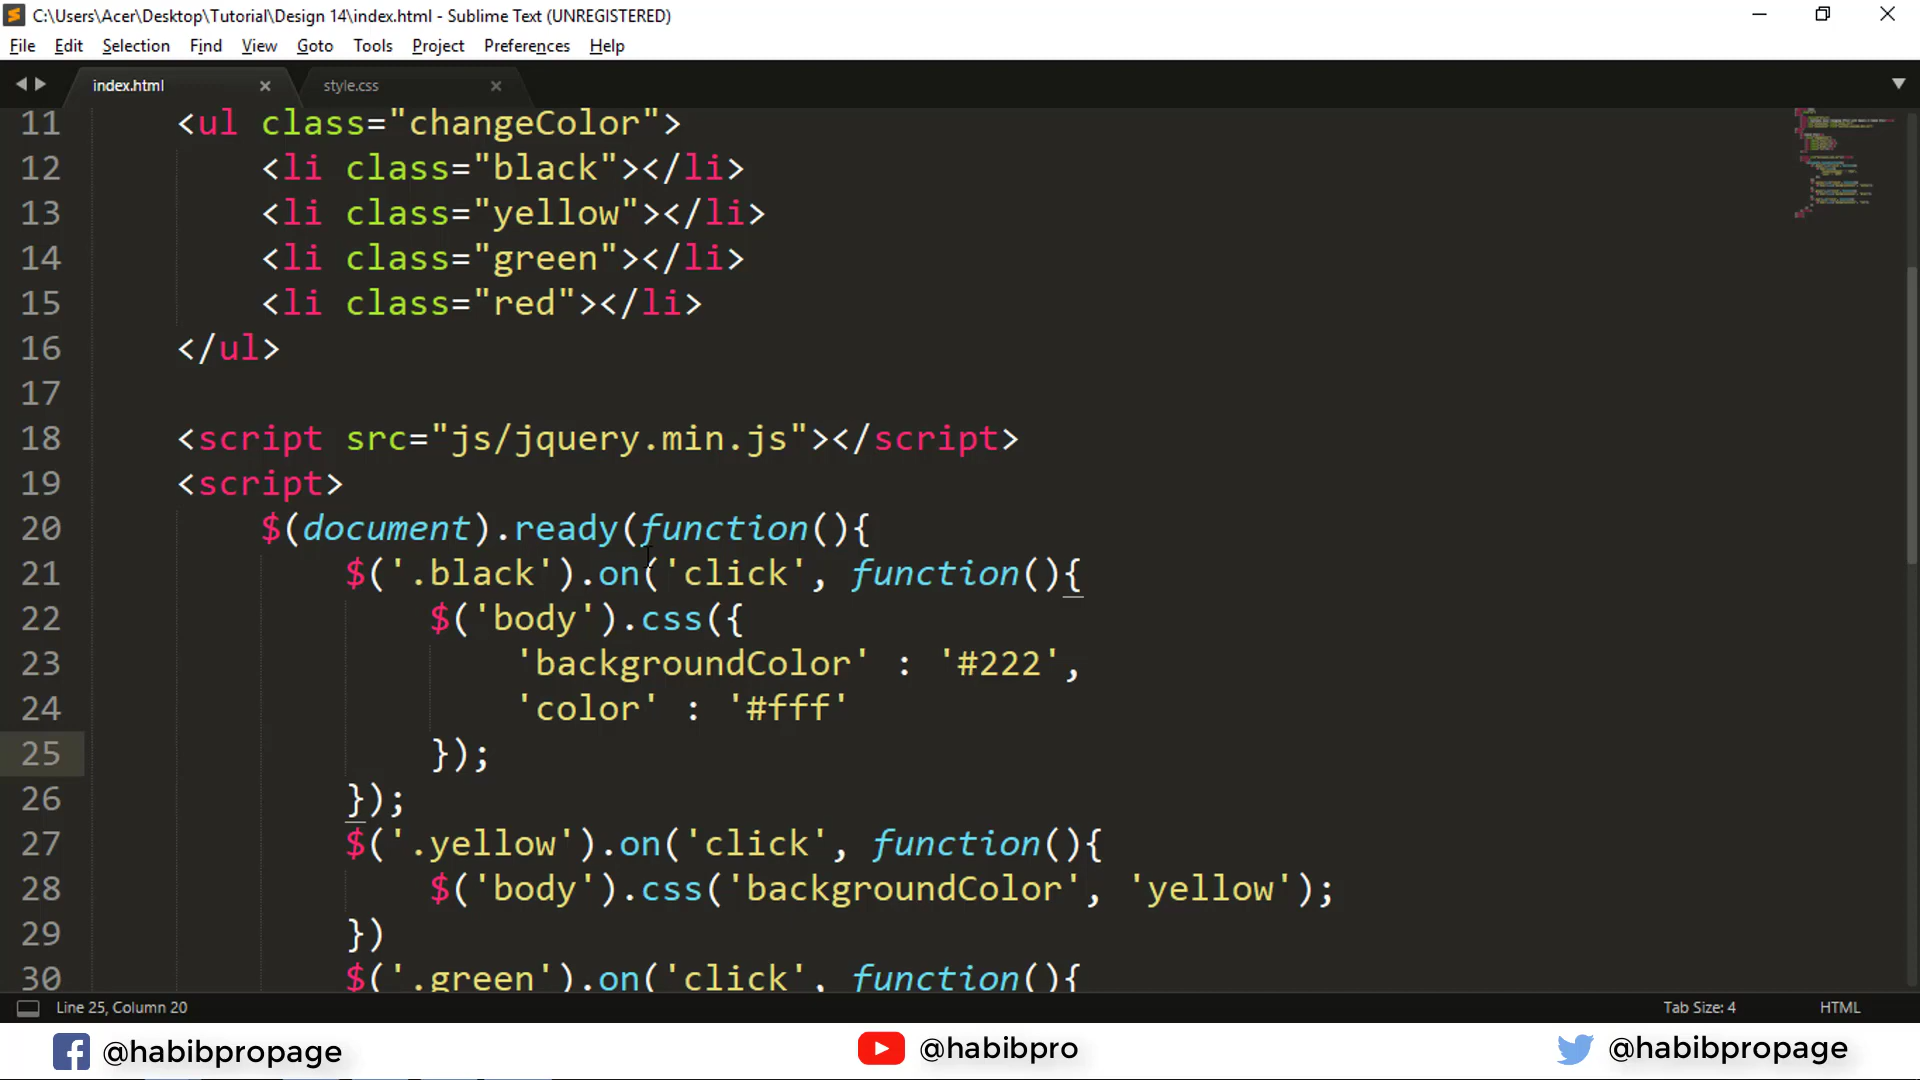 C:\Users\Acer\Desktop\Tutorial\Design 14\index.html - Sublime Text (UNREGISTERED)
File Edit Selection Find View Goto Tools Project Preferences Help
index.html style.css
11 <ul class="changeColor">
12 <li class="black"></li>
13 <li class="yellow"></li>
14 <li class="green"></li>
15 <li class="red"></li>
16 </ul>
17
18 <script src="js/jquery.min.js"></script>
19 <script>
20 $(document).ready(function(){
21 $('.black').on('click', function(){
22 $('body').css({
23 'backgroundColor' : '#222',
24 'color' : '#fff'
25 });
26 });
27 $('.yellow').on('click', function(){
28 $('body').css('backgroundColor', 'yellow');
29 })
30 $('.green').on('click', function(){
Line 25, Column 20 Tab Size: 4 HTML
@habibpropage @habibpro @habibpropage